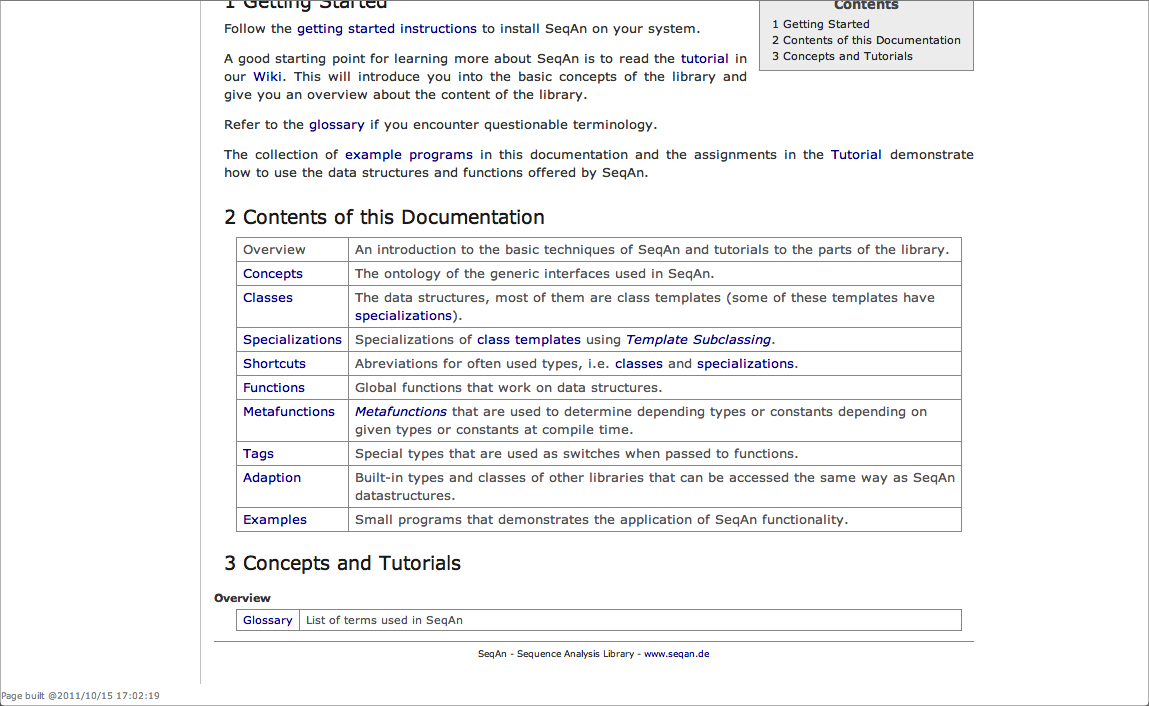 1 Getting Started
Contents
1 Getting Started
2 Contents of this Documentation
3 Concepts and Tutorials
Follow the getting started instructions to install SeqAn on your system.
A good starting point for learning more about SeqAn is to read the tutorial in
our Wiki. This will introduce you into the basic concepts of the library and
give you an overview about the content of the library.
Refer to the glossary if you encounter questionable terminology.
The collection of example programs in this documentation and the assignments in the Tutorial demonstrate
how to use the data structures and functions offered by SeqAn.
2 Contents of this Documentation
Overview An introduction to the basic techniques of SeqAn and tutorials to the parts of the library.
Concepts The ontology of the generic interfaces used in SeqAn.
Classes The data structures, most of them are class templates (some of these templates have
specializations).
Specializations Specializations of class templates using Template Subclassing.
Shortcuts Abreviations for often used types, i.e. classes and specializations.
Functions Global functions that work on data structures.
Metafunctions Metafunctions that are used to determine depending types or constants depending on
given types or constants at compile time.
Tags Special types that are used as switches when passed to functions.
Adaption Built-in types and classes of other libraries that can be accessed the same way as SeqAn
datastructures.
Examples Small programs that demonstrates the application of SeqAn functionality.
3 Concepts and Tutorials
Overview
Glossary List of terms used in SeqAn
SeqAn - Sequence Analysis Library - www.seqan.de
Page built @2011/10/15 17:02:19